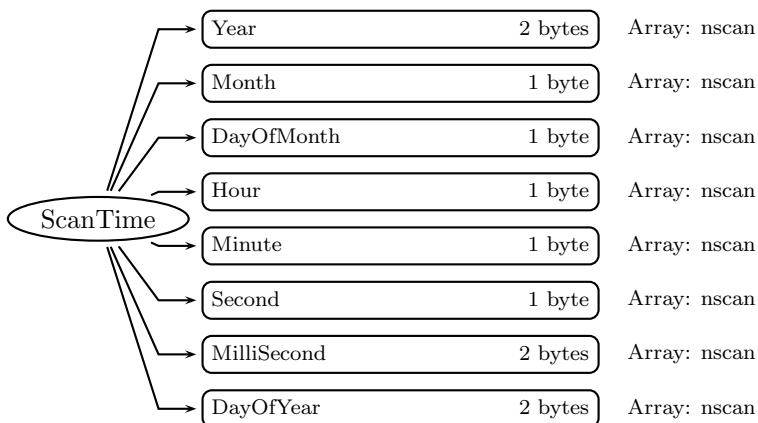 Year 2 bytes Array: nscan
Month 1 byte Array: nscan
DayOfMonth 1 byte Array: nscan
Hour 1 byte Array: nscan
ScanTime
Minute 1 byte Array: nscan
Second 1 byte Array: nscan
MilliSecond 2 bytes Array: nscan
DayOfYear 2 bytes Array: nscan